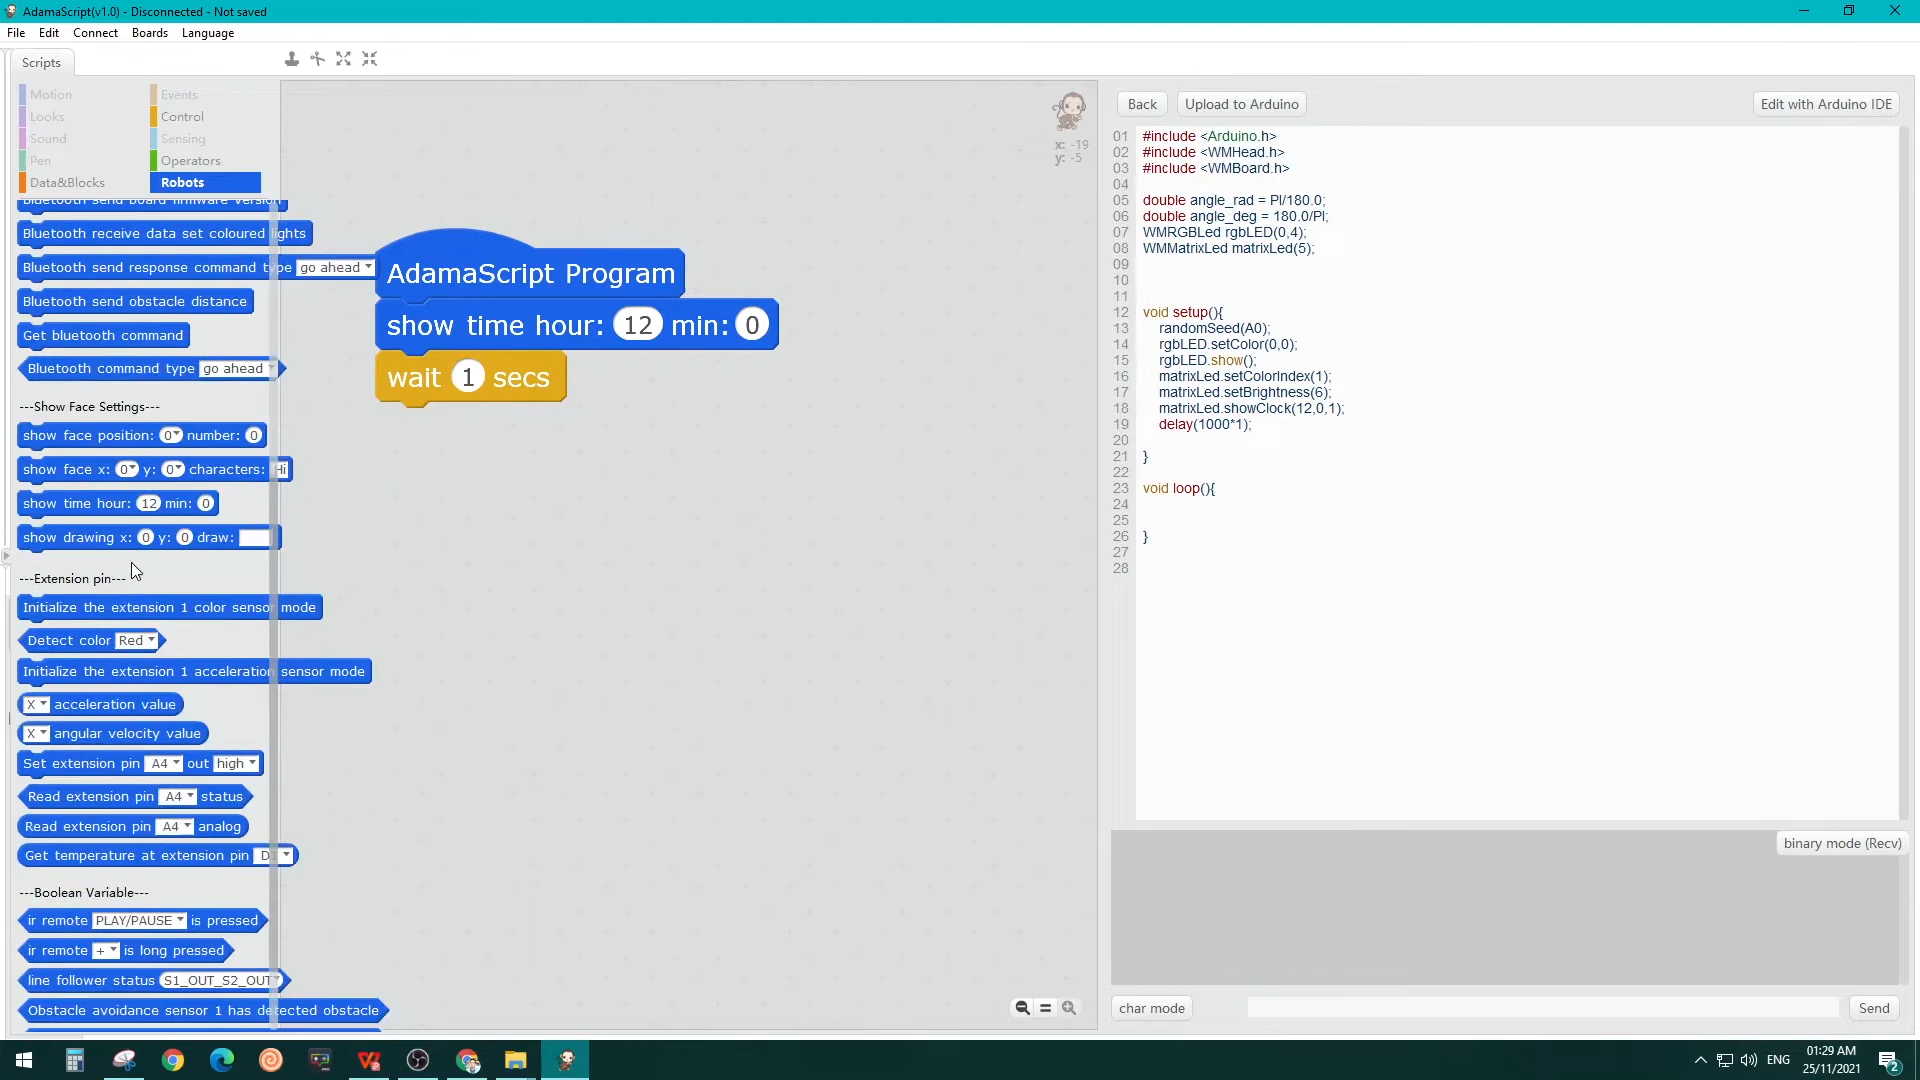 AdamaScript(v1.0) - Disconnected - Not saved
File Edit Connect Boards Language
Scripts
Motion Events
Looks Control
Sound Sensing
Pen Operators
Data&Blocks Robots
Bluetooth send board firmware version
Bluetooth receive data set coloured lights
Bluetooth send response command type go ahead
Bluetooth send obstacle distance
Get bluetooth command
Bluetooth command type go ahead
---Show Face Settings---
show face position: 0 number: 0
show face x: 0 y: 0 characters: Hi
show time hour: 12 min: 0
show drawing x: 0 y: 0 draw:
---Extension pin---
Initialize the extension 1 color sensor mode
Detect color Red
Initialize the extension 1 acceleration sensor mode
X acceleration value
X angular velocity value
Set extension pin A4 out high
Read extension pin A4 status
Read extension pin A4 analog
Get temperature at extension pin
---Boolean Variable---
ir remote PLAY/PAUSE is pressed
ir remote + is long pressed
line follower status S1_OUT_S2_OUT
Obstacle avoidance sensor 1 has detected obstacle
AdamaScript Program
show time hour: 12 min: 0
wait 1 secs
x: -19
y: -5
Back Upload to Arduino Edit with Arduino IDE
01 #include <Arduino.h>
02 #include <WMHead.h>
03 #include <WMBoard.h>
04
05 double angle_rad = PI/180.0;
06 double angle_deg = 180.0/PI;
07 WMRGBLed rgbLED(0,4);
08 WMMatrixLed matrixLed(5);
09
10
11
12 void setup(){
13 randomSeed(A0);
14 rgbLED.setColor(0,0);
15 rgbLED.show();
16 matrixLed.setColorIndex(1);
17 matrixLed.setBrightness(6);
18 matrixLed.showClock(12,0,1);
19 delay(1000*1);
20
21 }
22
23 void loop(){
24
25
26 }
27
28
binary mode (Recv)
char mode Send
ENG
01:29 AM
25/11/2021
2